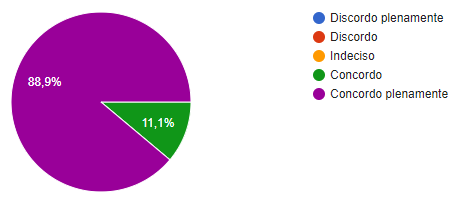 88,9%
11,1%
Discordo plenamente
Discordo
Indeciso
Concordo
Concordo plenamente